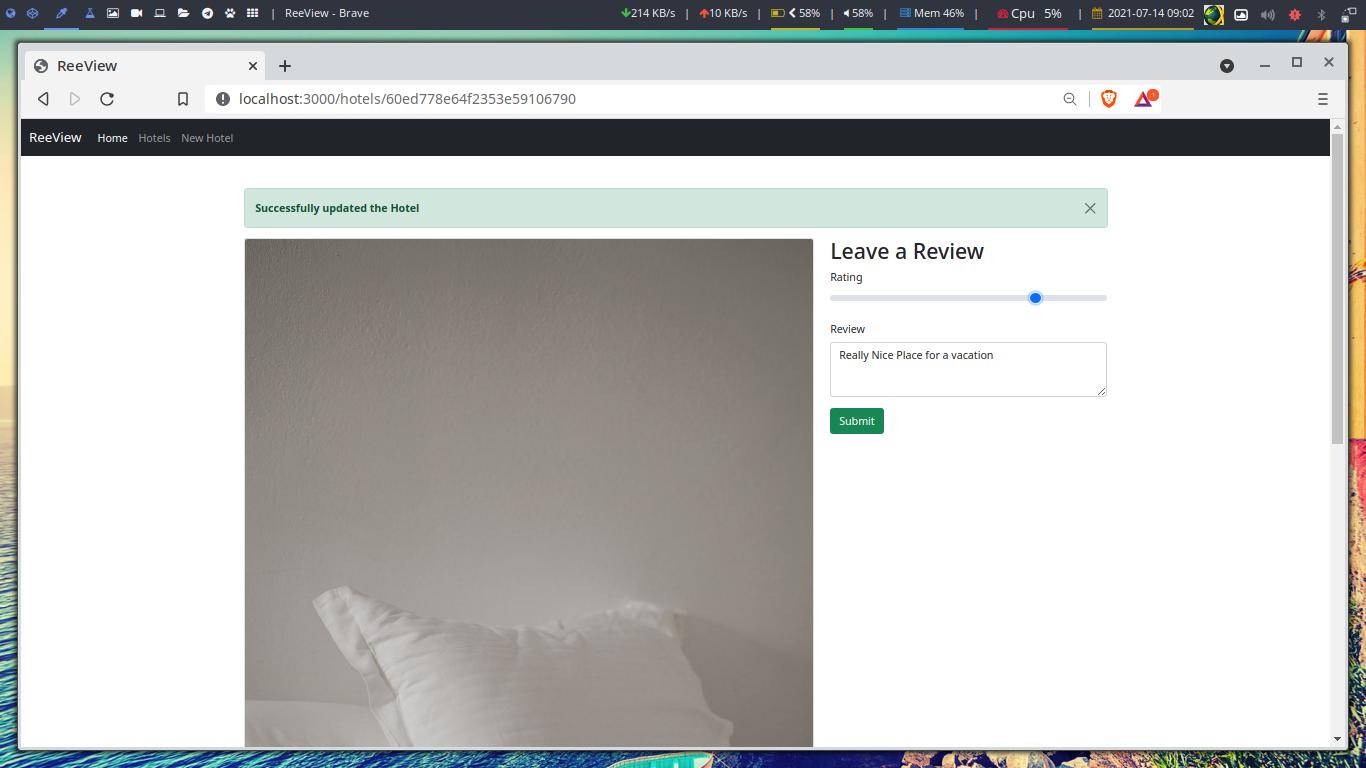 ReeView - Brave
214 KB/s | 10 KB/s | 58% | 58% | Mem 46% | Cpu 5% | 2021-07-14 09:02
ReeView
localhost:3000/hotels/60ed778e64f2353e59106790
1
ReeView Home Hotels New Hotel
Successfully updated the Hotel
Leave a Review
Rating
Review
Really Nice Place for a vacation
Submit